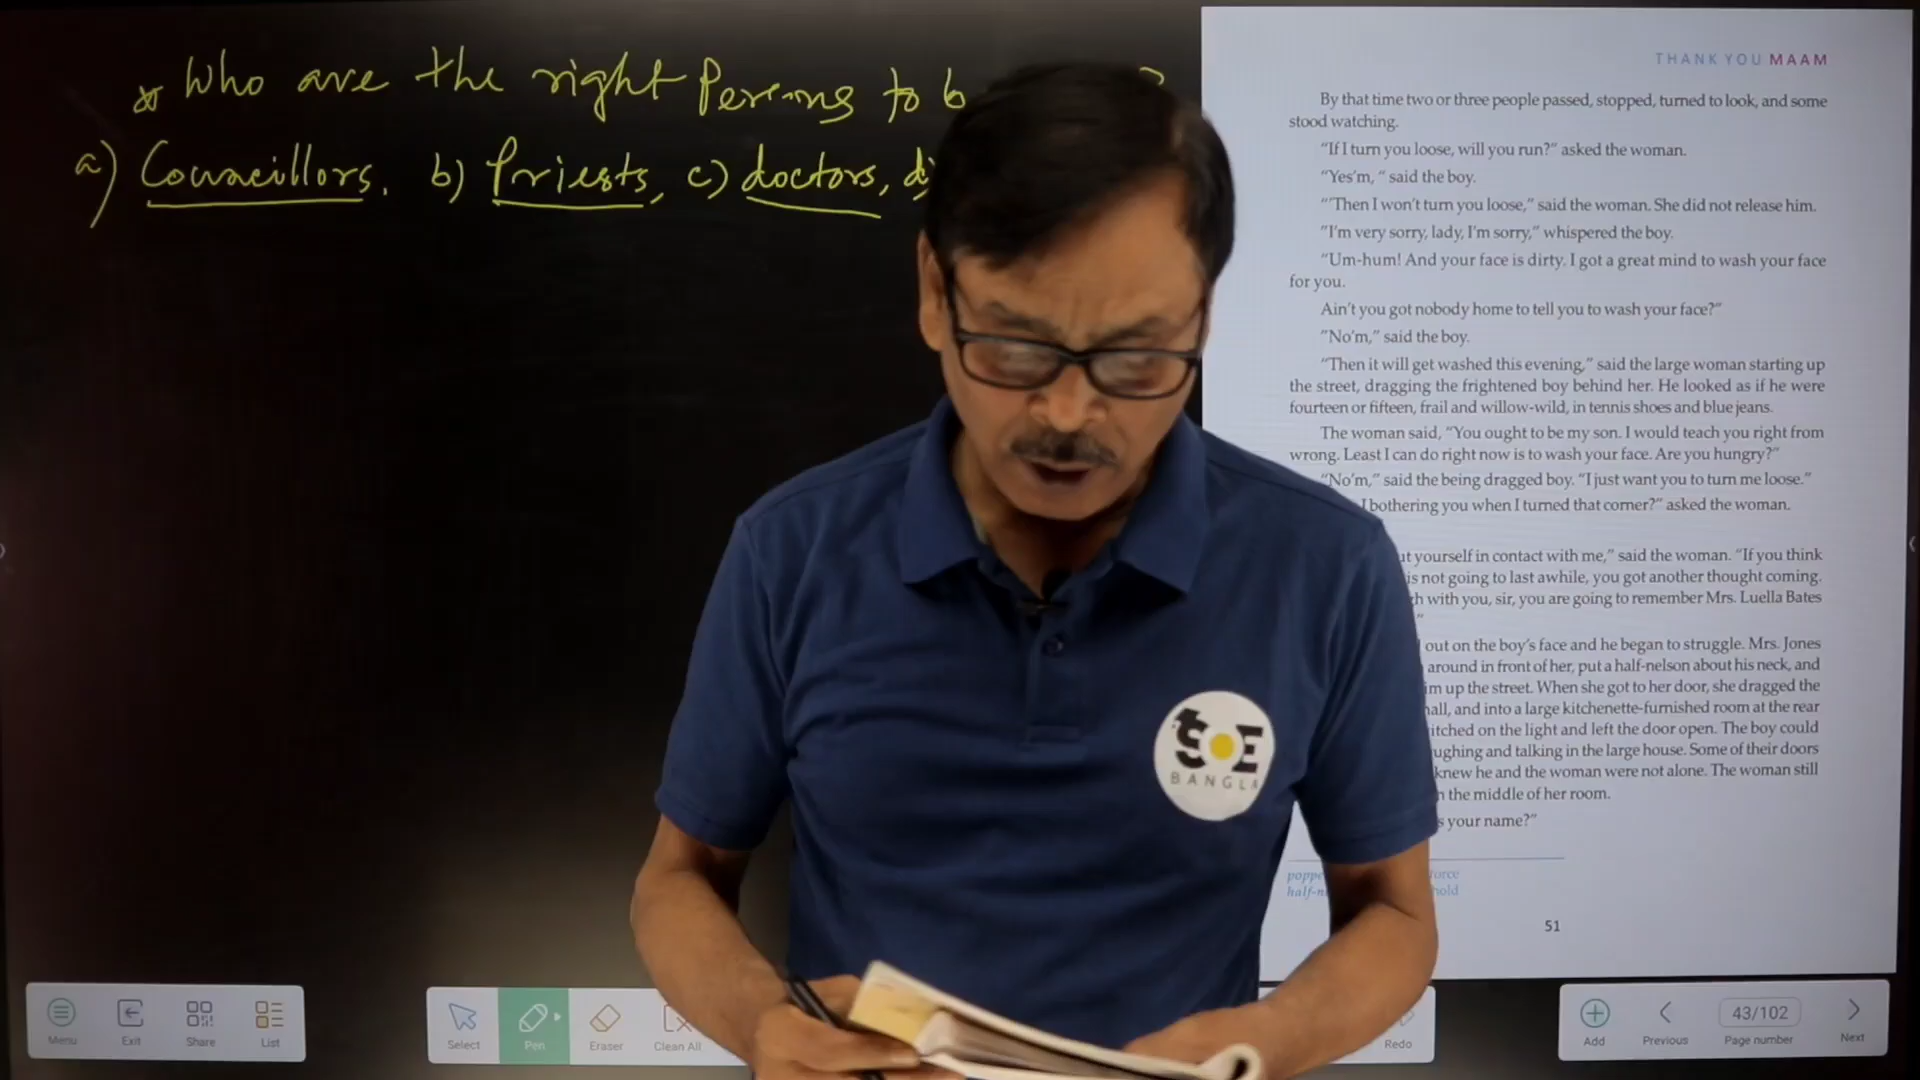 Who are the right Persons to b ?
a) Councillors. b) Priests, c) doctors, d)
THANK YOU MAAM
By that time two or three people passed, stopped, turned to look, and some
stood watching.
“If I turn you loose, will you run?” asked the woman.
“Yes’m, “ said the boy.
“Then I won’t turn you loose,” said the woman. She did not release him.
“I’m very sorry, lady, I’m sorry,” whispered the boy.
“Um-hum! And your face is dirty. I got a great mind to wash your face
for you.
Ain’t you got nobody home to tell you to wash your face?”
“No’m,” said the boy.
“Then it will get washed this evening,” said the large woman starting up
the street, dragging the frightened boy behind her. He looked as if he were
fourteen or fifteen, frail and willow-wild, in tennis shoes and blue jeans.
The woman said, “You ought to be my son. I would teach you right from
wrong. Least I can do right now is to wash your face. Are you hungry?”
“No’m,” said the being dragged boy. “I just want you to turn me loose.”
I bothering you when I turned that corner?” asked the woman.
ut yourself in contact with me,” said the woman. “If you think
is not going to last awhile, you got another thought coming.
h with you, sir, you are going to remember Mrs. Luella Bates
”
out on the boy’s face and he began to struggle. Mrs. Jones
around in front of her, put a half-nelson about his neck, and
im up the street. When she got to her door, she dragged the
hall, and into a large kitchenette-furnished room at the rear
itched on the light and left the door open. The boy could
ughing and talking in the large house. Some of their doors
knew he and the woman were not alone. The woman still
n the middle of her room.
s your name?”
poppe orce
half-n hold
51
tSOE
BANGLA
Menu Exit Share List
Select Pen Eraser Clean All Redo
Add Previous 43/102 Page number Next